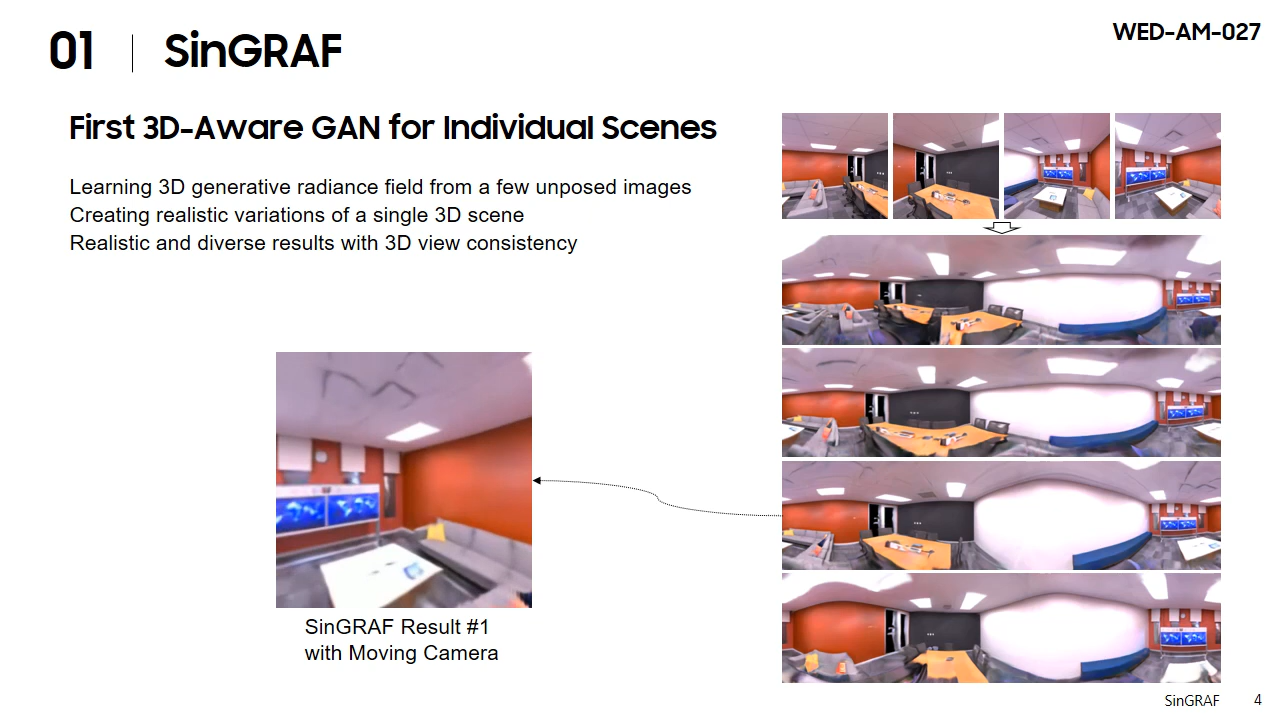 01 SinGRAF
WED-AM-027
First 3D-Aware GAN for Individual Scenes
Learning 3D generative radiance field from a few unposed images
Creating realistic variations of a single 3D scene
Realistic and diverse results with 3D view consistency
SinGRAF Result #1
with Moving Camera
SinGRAF 4